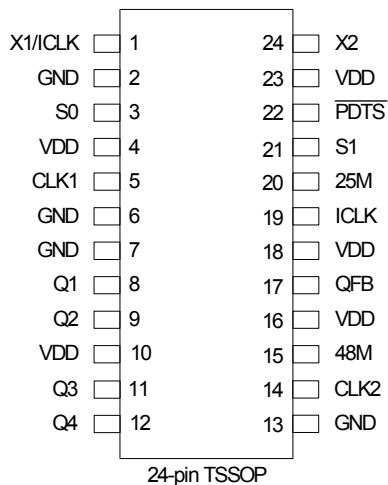 X1/ICLK 1 24 X2
GND 2 23 VDD
S0 3 22 PDTS
VDD 4 21 S1
CLK1 5 20 25M
GND 6 19 ICLK
GND 7 18 VDD
Q1 8 17 QFB
Q2 9 16 VDD
VDD 10 15 48M
Q3 11 14 CLK2
Q4 12 13 GND
24-pin TSSOP